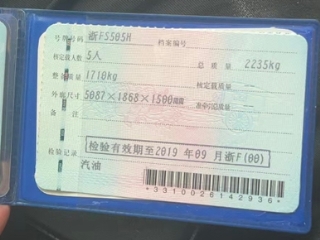 号牌号码 浙F5505H 档案编号
核定载人数 5人 总质量 2235kg
整备质量 1710kg 核定载质量 --
外廓尺寸 5087×1868×1500mm 准牵引总质量 --
备注
检验记录 检验有效期至2019年09月浙F(00)
汽油
*3310026142936*